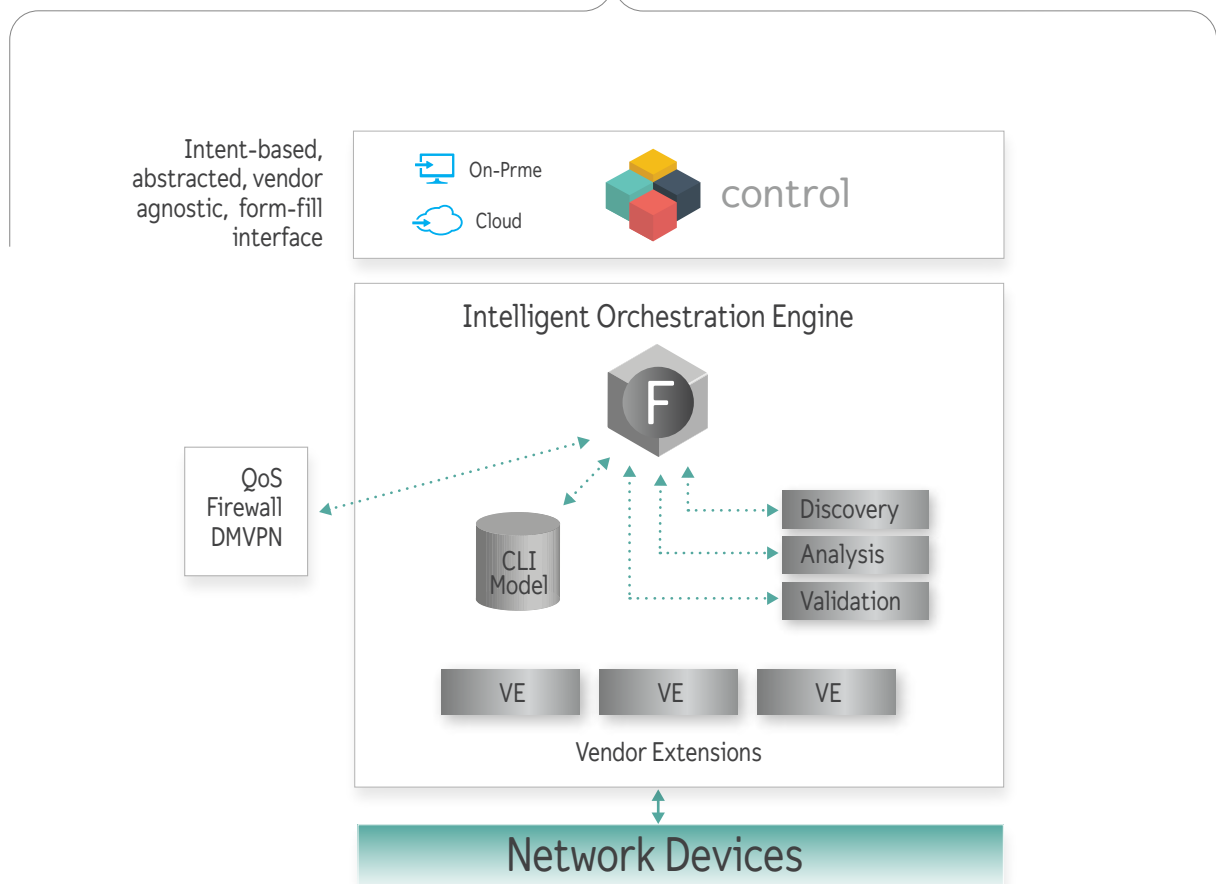 Intent-based,
abstracted, vendor
agnostic, form-fill
interface
On-Prme
Cloud
control
Intelligent Orchestration Engine
F
QoS
Firewall
DMVPN
CLI
Model
Discovery
Analysis
Validation
VE
VE
VE
Vendor Extensions
Network Devices